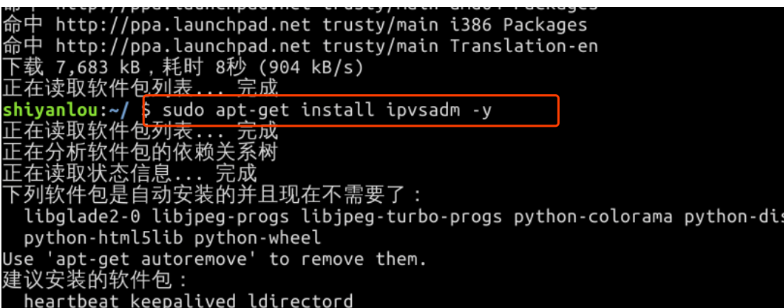 命中 http://ppa.launchpad.net trusty/main i386 Packages
命中 http://ppa.launchpad.net trusty/main Translation-en
下载 7,683 kB，耗时 8秒 (904 kB/s)
正在读取软件包列表... 完成
shiyanlou:~/ $ sudo apt-get install ipvsadm -y
正在读取软件包列表... 完成
正在分析软件包的依赖关系树
正在读取状态信息... 完成
下列软件包是自动安装的并且现在不需要了：
libglade2-0 libjpeg-progs libjpeg-turbo-progs python-colorama python-dis
python-html5lib python-wheel
Use 'apt-get autoremove' to remove them.
建议安装的软件包：
heartbeat keepalived ldirectord